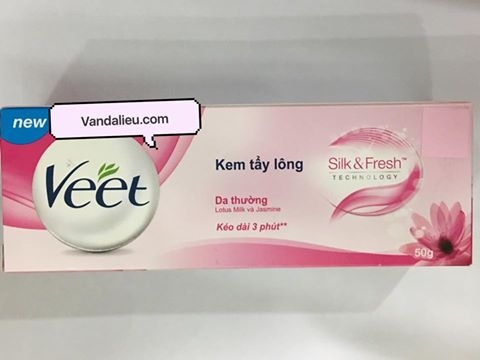 new
Vandalieu.com
Veet
Kem tẩy lông
Da thường
Lotus Milk và Jasmine
Kéo dài 3 phút**
Silk & Fresh™
TECHNOLOGY
50g